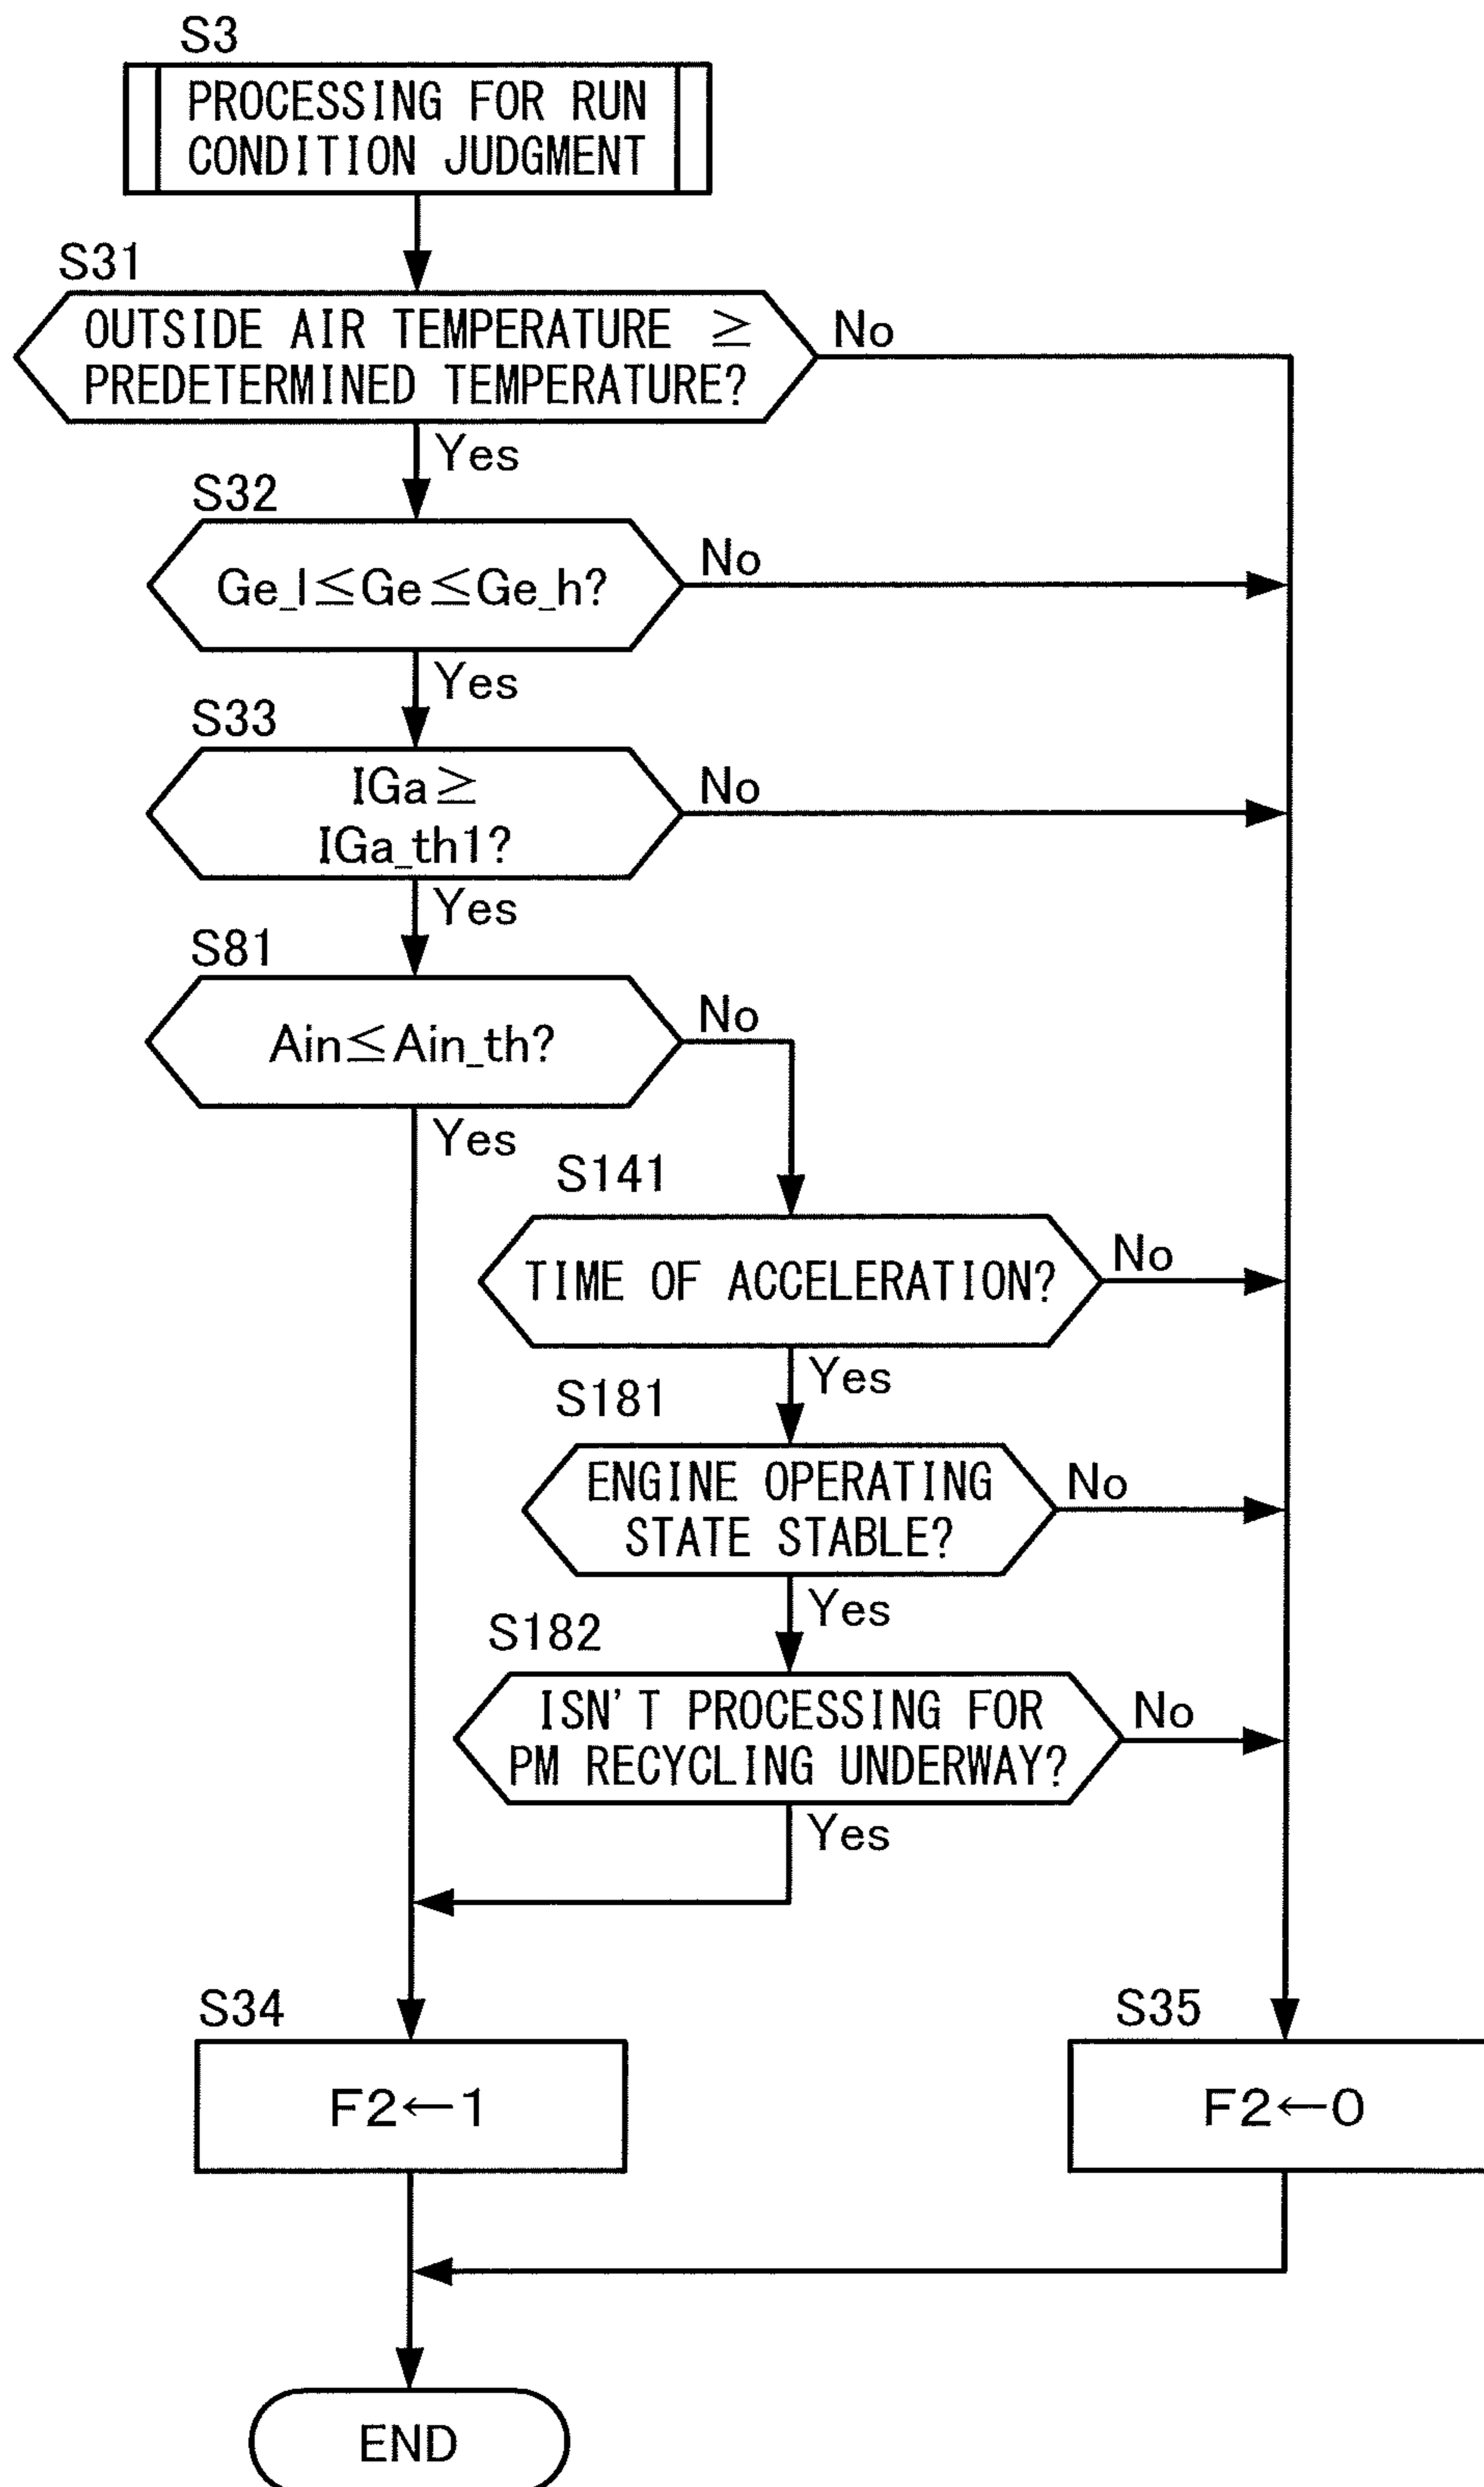 S3
PROCESSING FOR RUN
CONDITION JUDGMENT
S31
OUTSIDE AIR TEMPERATURE ≧
PREDETERMINED TEMPERATURE?
No
Yes
S32
Ge_l≦Ge≦Ge_h?
No
Yes
S33
IGa≧
IGa_th1?
No
Yes
S81
Ain≦Ain_th?
No
Yes
S141
TIME OF ACCELERATION?
No
Yes
S181
ENGINE OPERATING
STATE STABLE?
No
Yes
S182
ISN'T PROCESSING FOR
PM RECYCLING UNDERWAY?
No
Yes
S34
F2←1
S35
F2←0
END